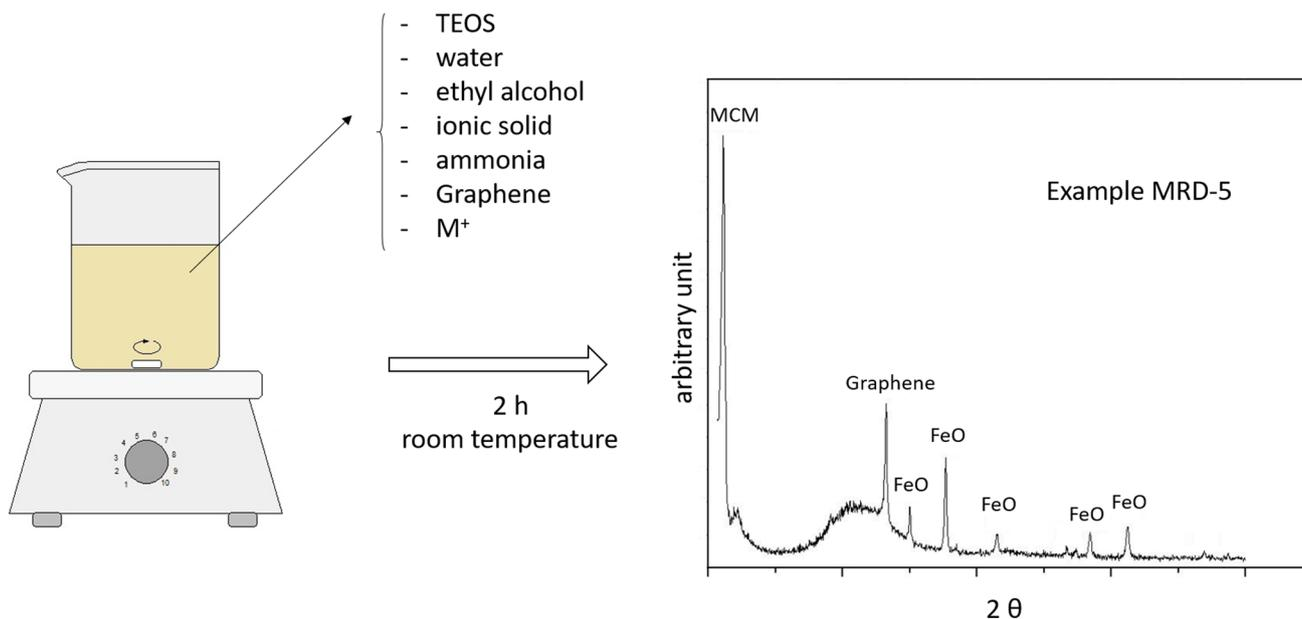 - TEOS
- water
- ethyl alcohol
- ionic solid
- ammonia
- Graphene
- M⁺
1
2
3
4
5
6
7
8
9
10
2 h
room temperature
arbitrary unit
MCM
Example MRD-5
Graphene
FeO
FeO
FeO
FeO
FeO
2 θ